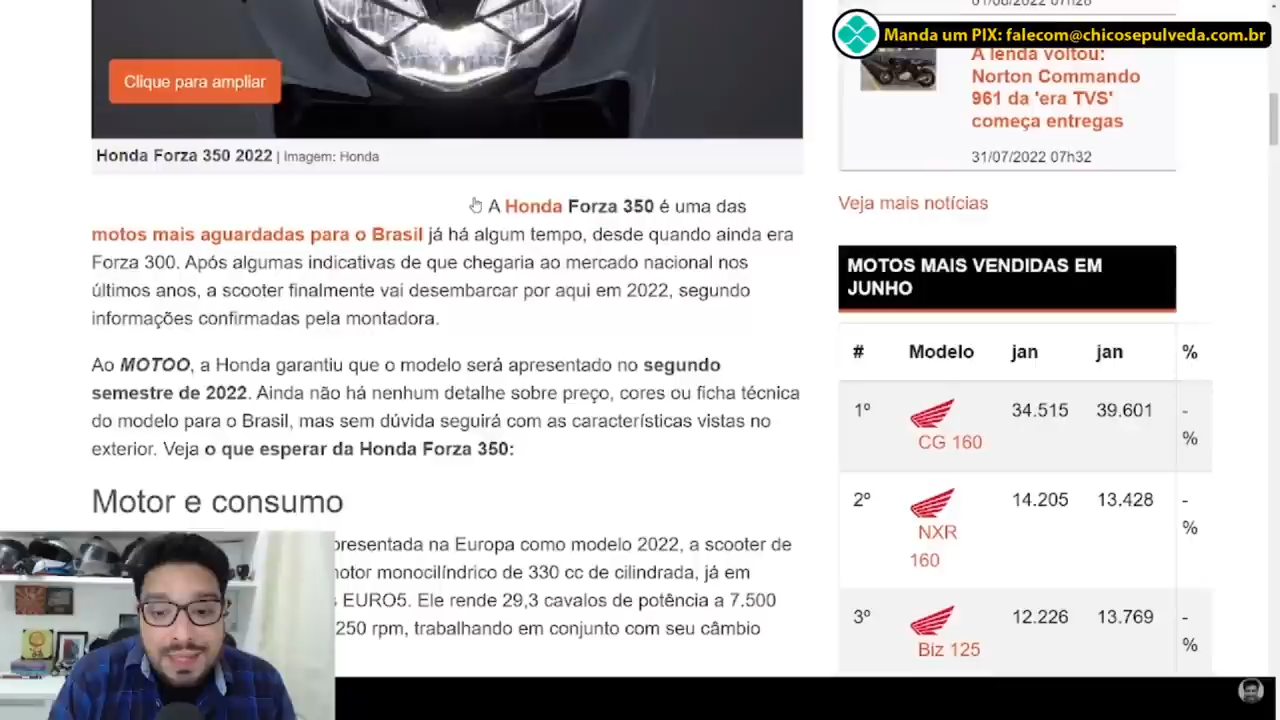 Clique para ampliar
Honda Forza 350 2022 | Imagem: Honda
A Honda Forza 350 é uma das
motos mais aguardadas para o Brasil já há algum tempo, desde quando ainda era
Forza 300. Após algumas indicativas de que chegaria ao mercado nacional nos
últimos anos, a scooter finalmente vai desembarcar por aqui em 2022, segundo
informações confirmadas pela montadora.
Ao MOTOO, a Honda garantiu que o modelo será apresentado no segundo
semestre de 2022. Ainda não há nenhum detalhe sobre preço, cores ou ficha técnica
do modelo para o Brasil, mas sem dúvida seguirá com as características vistas no
exterior. Veja o que esperar da Honda Forza 350:
Motor e consumo
presentada na Europa como modelo 2022, a scooter de
motor monocilíndrico de 330 cc de cilindrada, já em
EURO5. Ele rende 29,3 cavalos de potência a 7.500
250 rpm, trabalhando em conjunto com seu câmbio
01/08/2022 07h28
Manda um PIX: falecom@chicosepulveda.com.br
A lenda voltou:
Norton Commando
961 da 'era TVS'
começa entregas
31/07/2022 07h32
Veja mais notícias
MOTOS MAIS VENDIDAS EM
JUNHO
# Modelo jan jan %
1º CG 160 34.515 39.601 - %
2º NXR 160 14.205 13.428 - %
3º Biz 125 12.226 13.769 - %